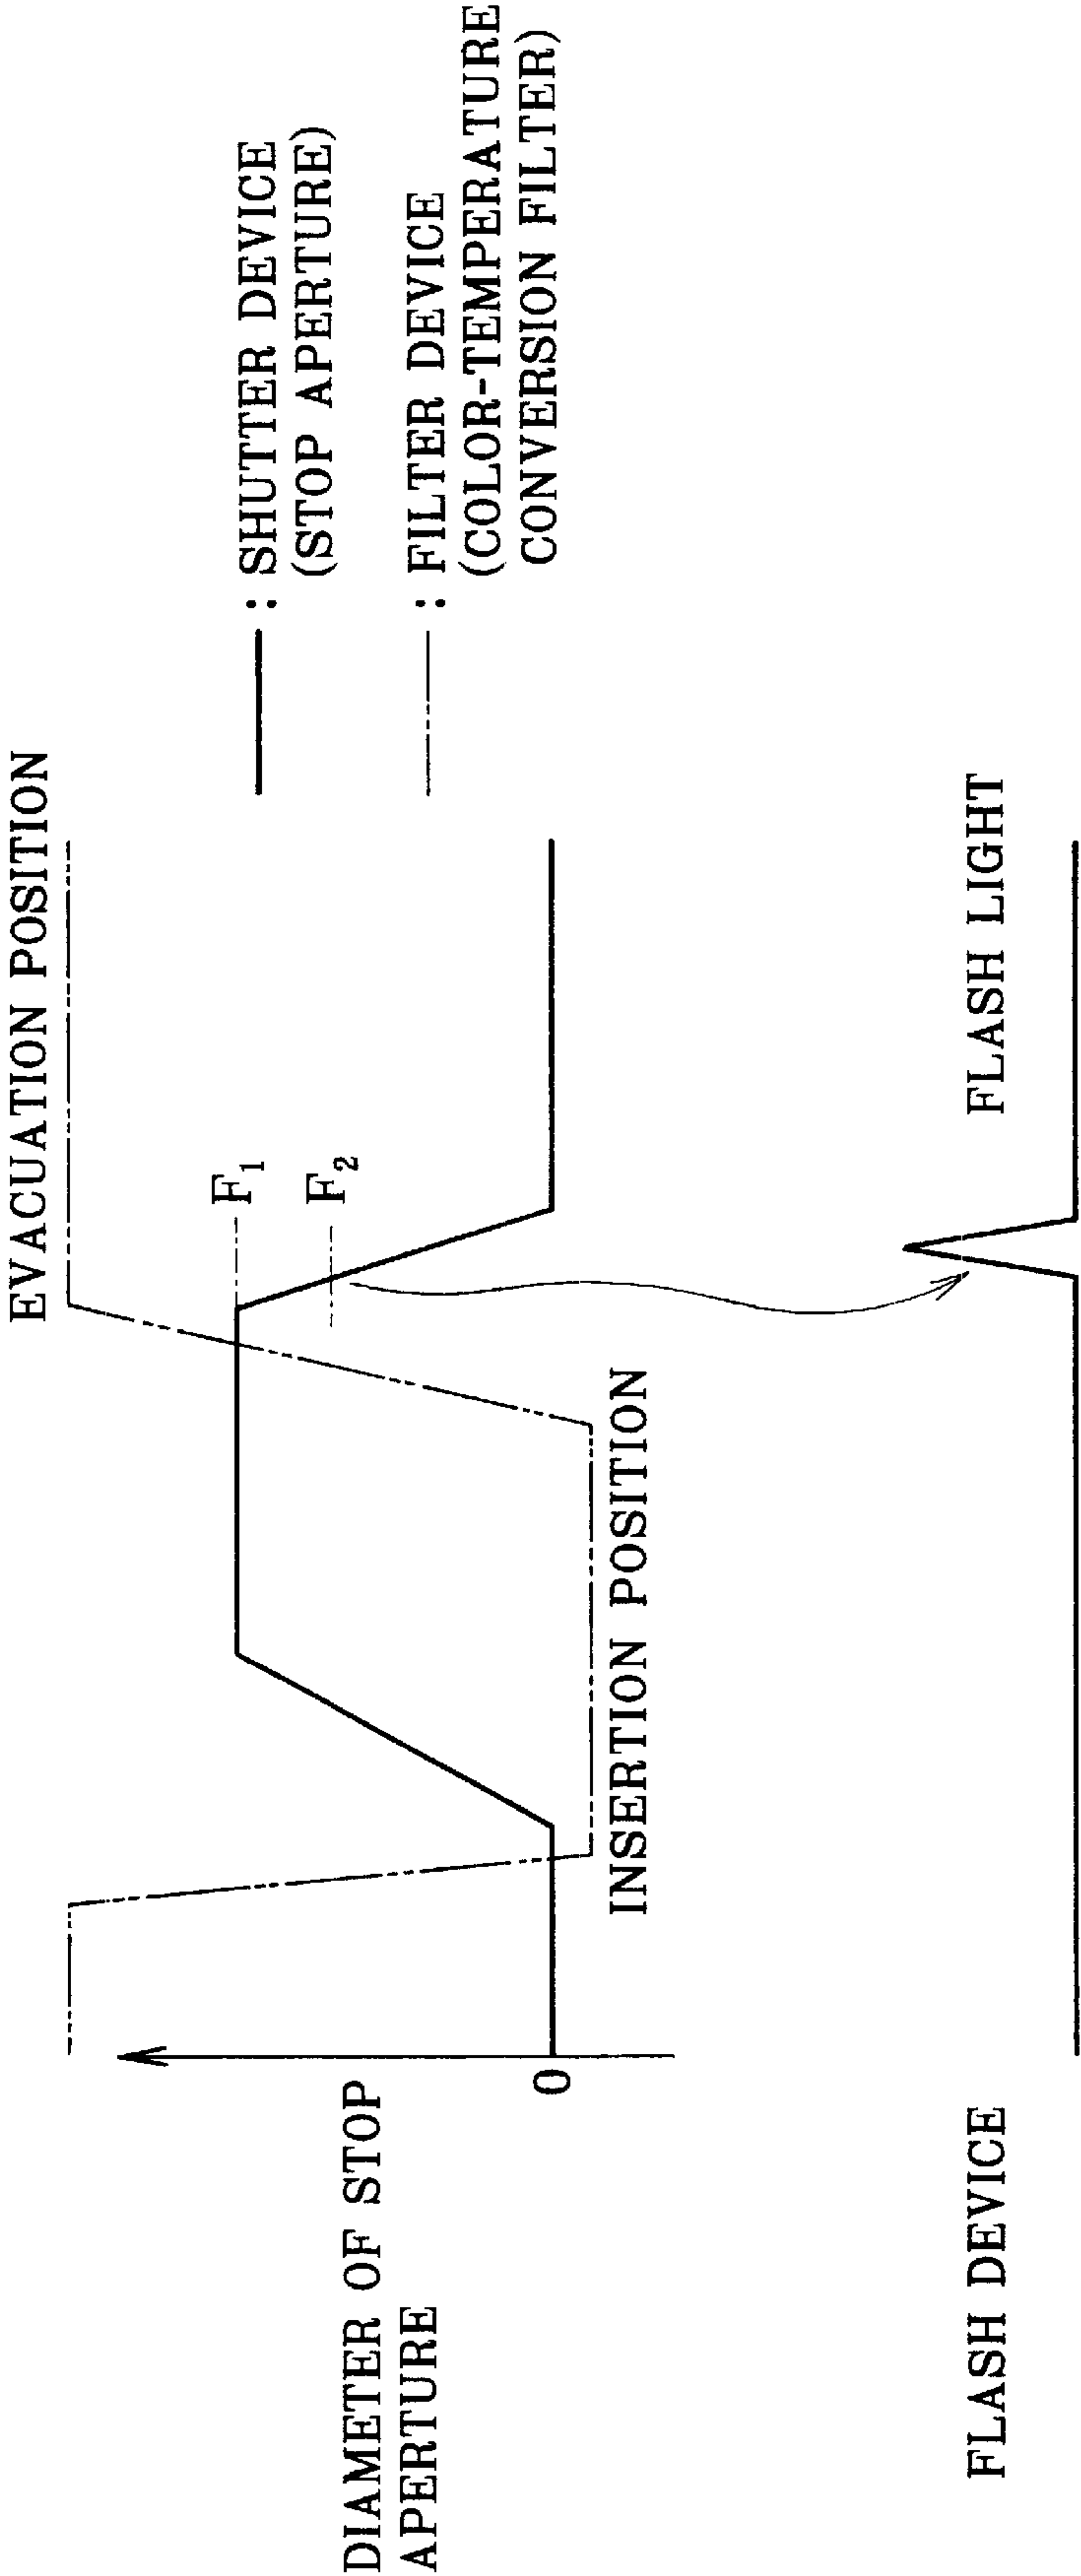 EVACUATION POSITION
: SHUTTER DEVICE
(STOP APERTURE)
: FILTER DEVICE
(COLOR-TEMPERATURE
CONVERSION FILTER)
F1
F2
DIAMETER OF STOP
APERTURE
0
INSERTION POSITION
FLASH DEVICE
FLASH LIGHT